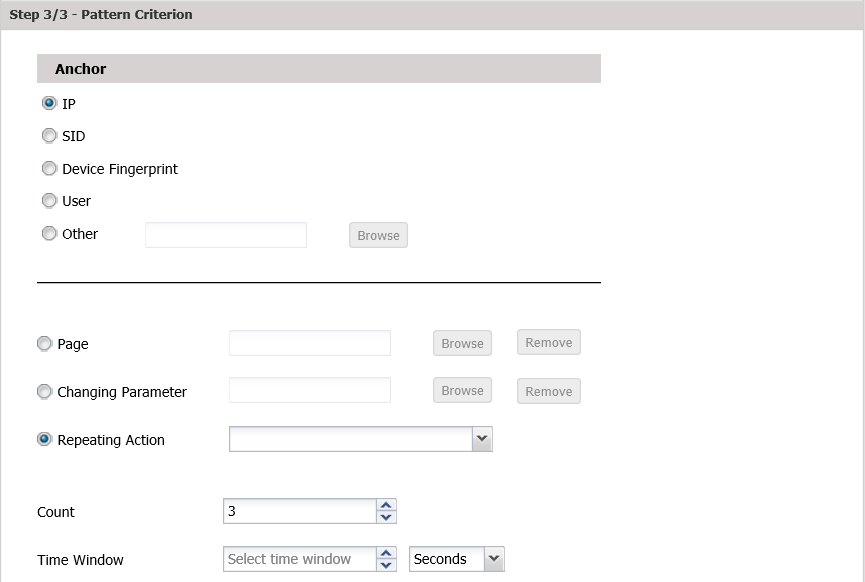 Step 3/3 - Pattern Criterion
Anchor
IP
SID
Device Fingerprint
User
Other Browse
Page Browse Remove
Changing Parameter Browse Remove
Repeating Action
Count 3
Time Window Select time window Seconds